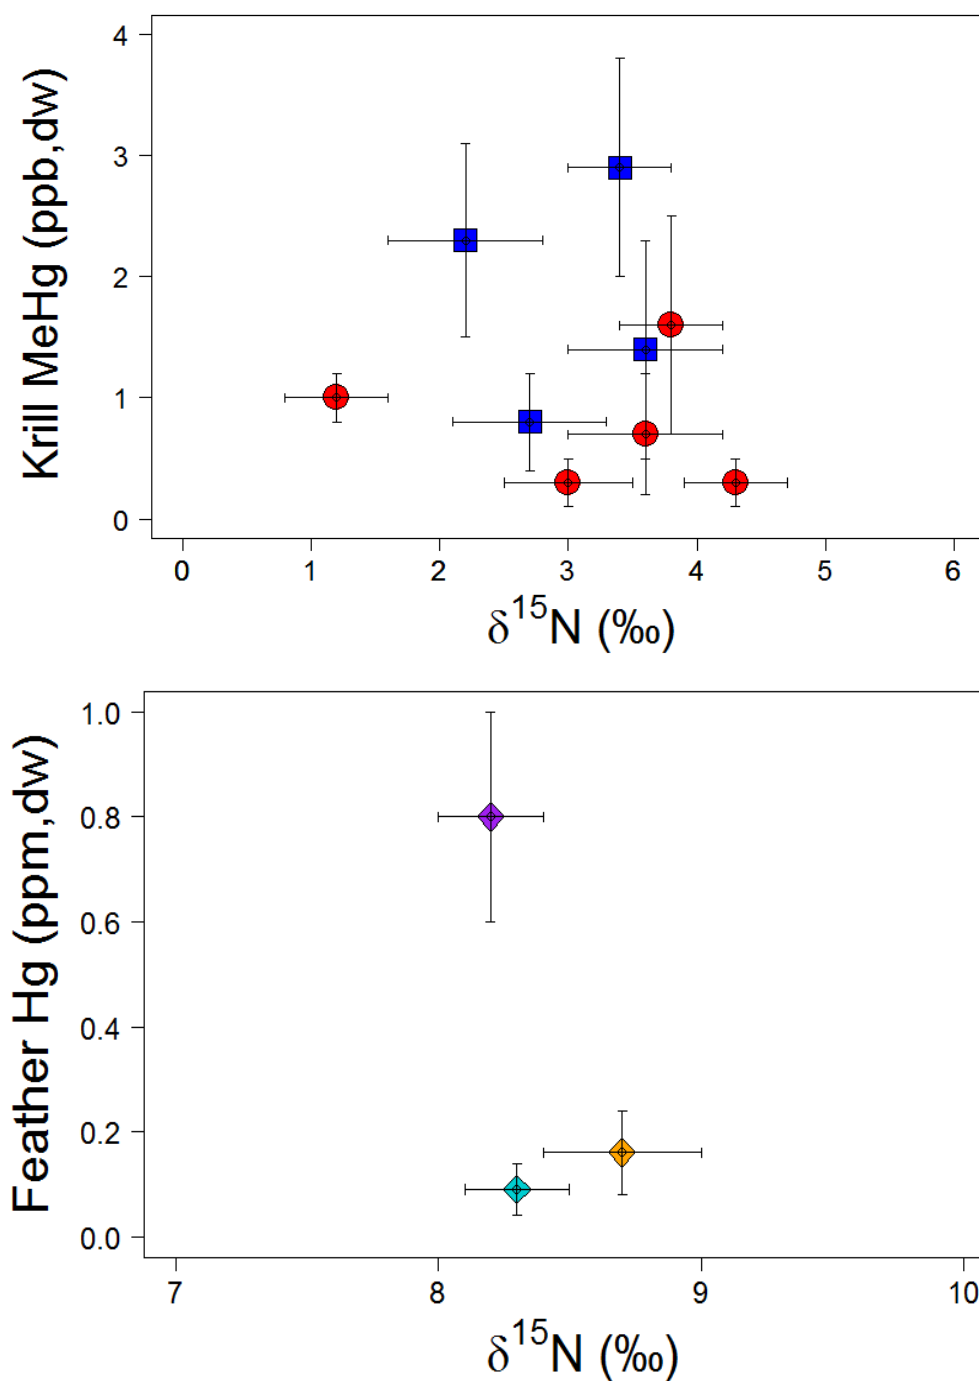 Krill MeHg (ppb,dw)
4
3
2
1
0
0 1 2 3 4 5 6
δ15N (‰)
Feather Hg (ppm,dw)
1.0
0.8
0.6
0.4
0.2
0.0
7 8 9 10
δ15N (‰)